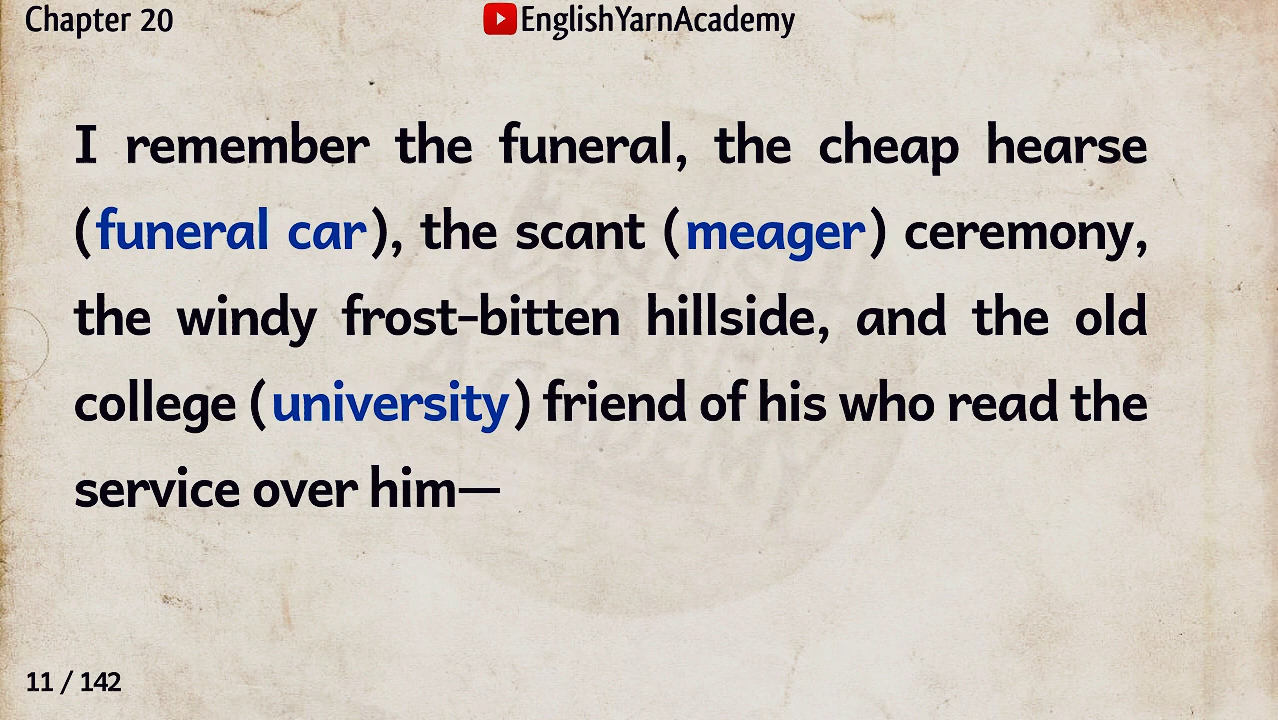 Chapter 20
EnglishYarnAcademy
I remember the funeral, the cheap hearse
(funeral car), the scant (meager) ceremony,
the windy frost-bitten hillside, and the old
college (university) friend of his who read the
service over him—
11 / 142